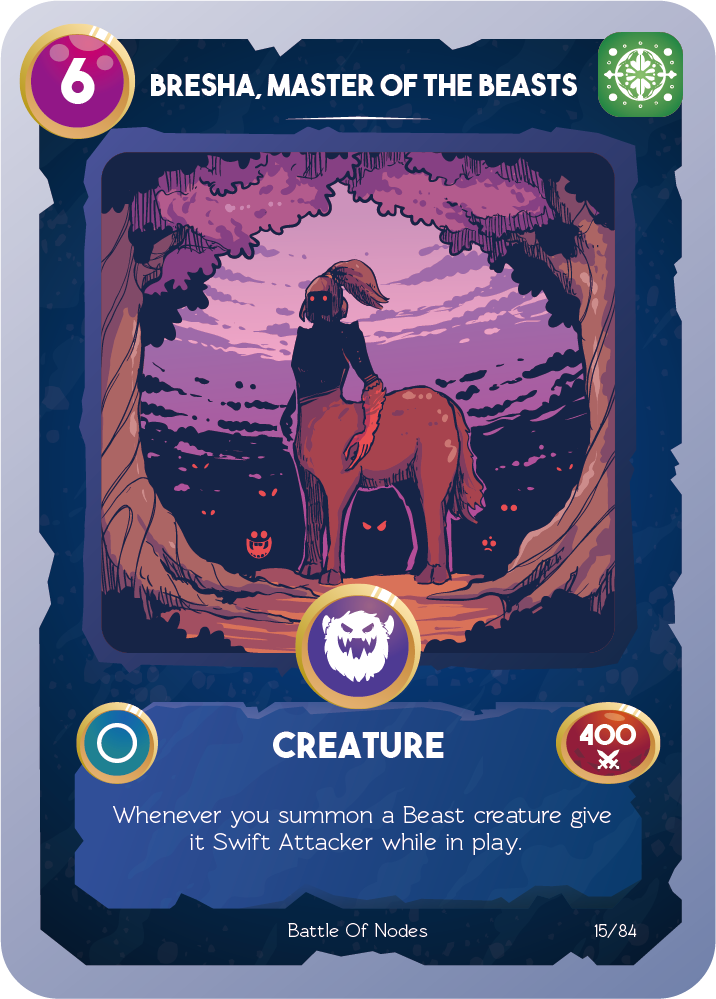 6
BRESHA, MASTER OF THE BEASTS
CREATURE
400
Whenever you summon a Beast creature give
it Swift Attacker while in play.
Battle Of Nodes
15/84